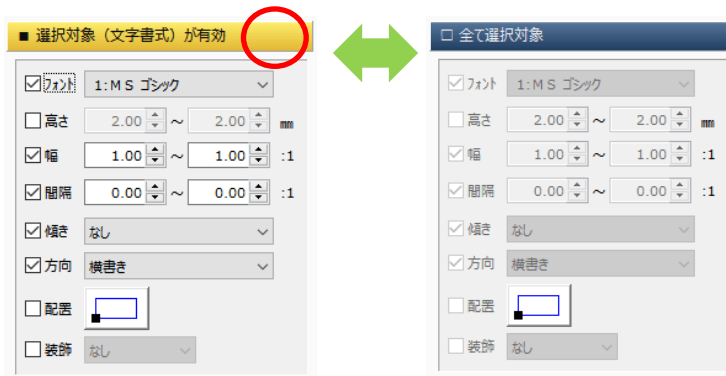 ■ 選択対象（文字書式）が有効
フォント 1:ＭＳ ゴシック
高さ 2.00 ～ 2.00 mm
幅 1.00 ～ 1.00 :1
間隔 0.00 ～ 0.00 :1
傾き なし
方向 横書き
配置
装飾 なし
□ 全て選択対象
フォント 1:ＭＳ ゴシック
高さ 2.00 ～ 2.00 mm
幅 1.00 ～ 1.00 :1
間隔 0.00 ～ 0.00 :1
傾き なし
方向 横書き
配置
装飾 なし